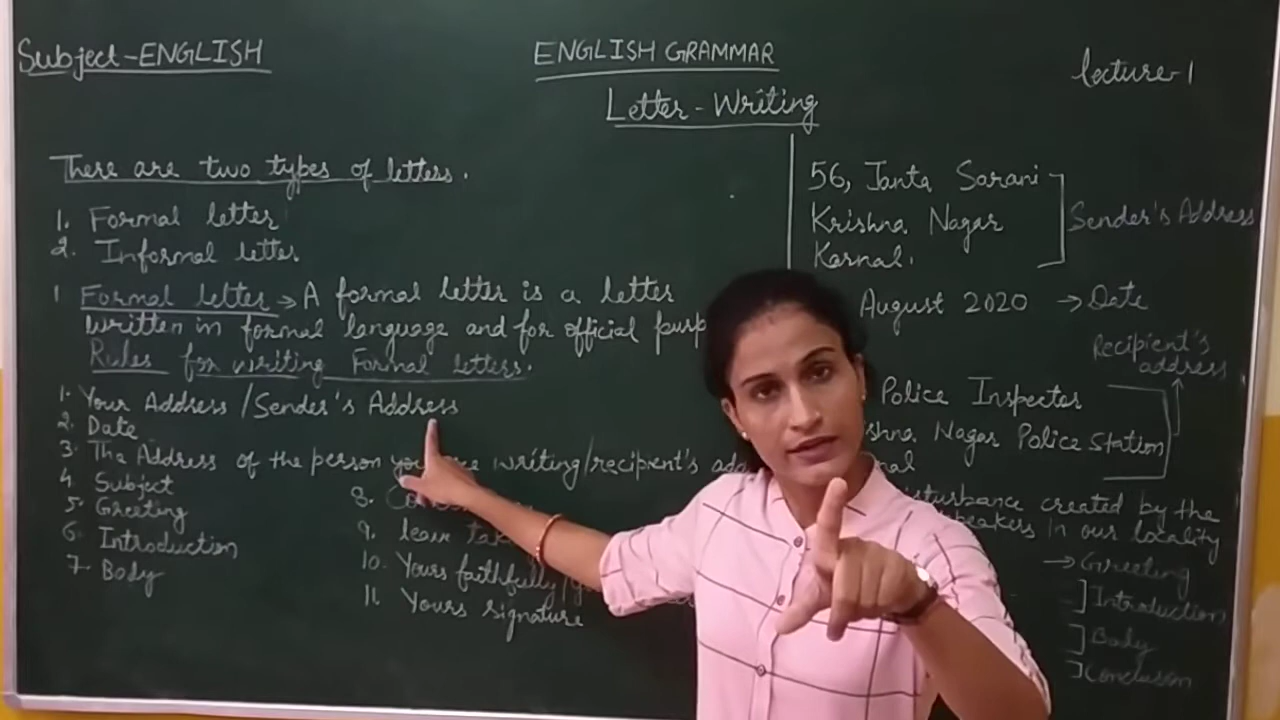 Subject-ENGLISH
ENGLISH GRAMMAR
Lecture-1
Letter-Writing
There are two types of letters.
1. Formal letter
2. Informal letter
1 Formal letter → A formal letter is a letter
written in formal language and for official purp
Rules for writing Formal letters.
1. Your Address/Sender's Address
2. Date
3. The Address of the person you writing/recipient's
4. Subject
5. Greeting
6. Introduction
7. Body
8.
9.
10. Yours faithfully/
11. Yours signature
56, Janta Sarani
Krishna Nagar
Karnal.
Sender's Address
August 2020 → Date
Recipient's
address
Police Inspector
shna Nagar Police Station
nal
isturbance created by the
speakers in our locality
→ Greeting
] Introduction
] Body
] Conclusion